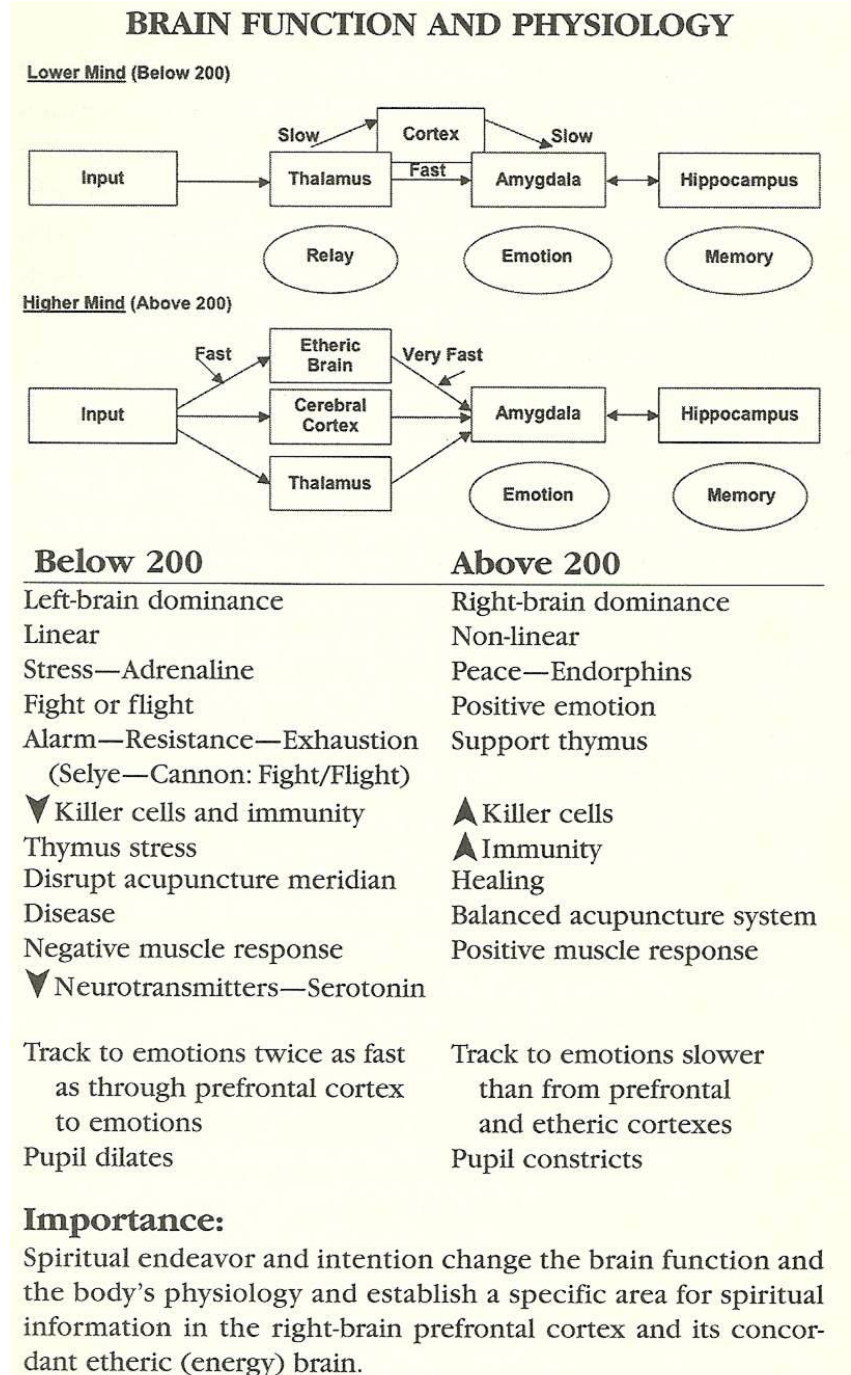 BRAIN FUNCTION AND PHYSIOLOGY
Lower Mind (Below 200)
Slow Cortex Slow
Input Thalamus Fast Amygdala Hippocampus
Relay Emotion Memory
Higher Mind (Above 200)
Fast Etheric Brain Very Fast
Input Cerebral Cortex Amygdala Hippocampus
Thalamus Emotion Memory
Below 200
Left-brain dominance
Linear
Stress—Adrenaline
Fight or flight
Alarm—Resistance—Exhaustion
(Selye—Cannon: Fight/Flight)
▼ Killer cells and immunity
Thymus stress
Disrupt acupuncture meridian
Disease
Negative muscle response
▼ Neurotransmitters—Serotonin
Track to emotions twice as fast
as through prefrontal cortex
to emotions
Pupil dilates
Above 200
Right-brain dominance
Non-linear
Peace—Endorphins
Positive emotion
Support thymus
▲ Killer cells
▲ Immunity
Healing
Balanced acupuncture system
Positive muscle response
Track to emotions slower
than from prefrontal
and etheric cortexes
Pupil constricts
Importance:
Spiritual endeavor and intention change the brain function and
the body's physiology and establish a specific area for spiritual
information in the right-brain prefrontal cortex and its concor-
dant etheric (energy) brain.